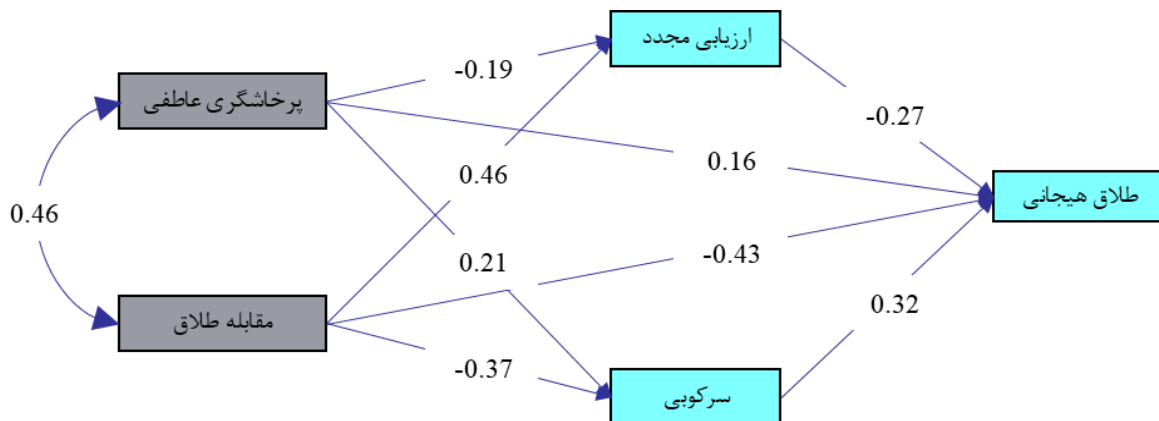 ارزیابی مجدد
-0.19
پرخاشگری عاطفی
-0.27
0.16
0.46
طلاق هیجانی
0.46
-0.43
0.21
مقابله طلاق
0.32
-0.37
سرکوبی